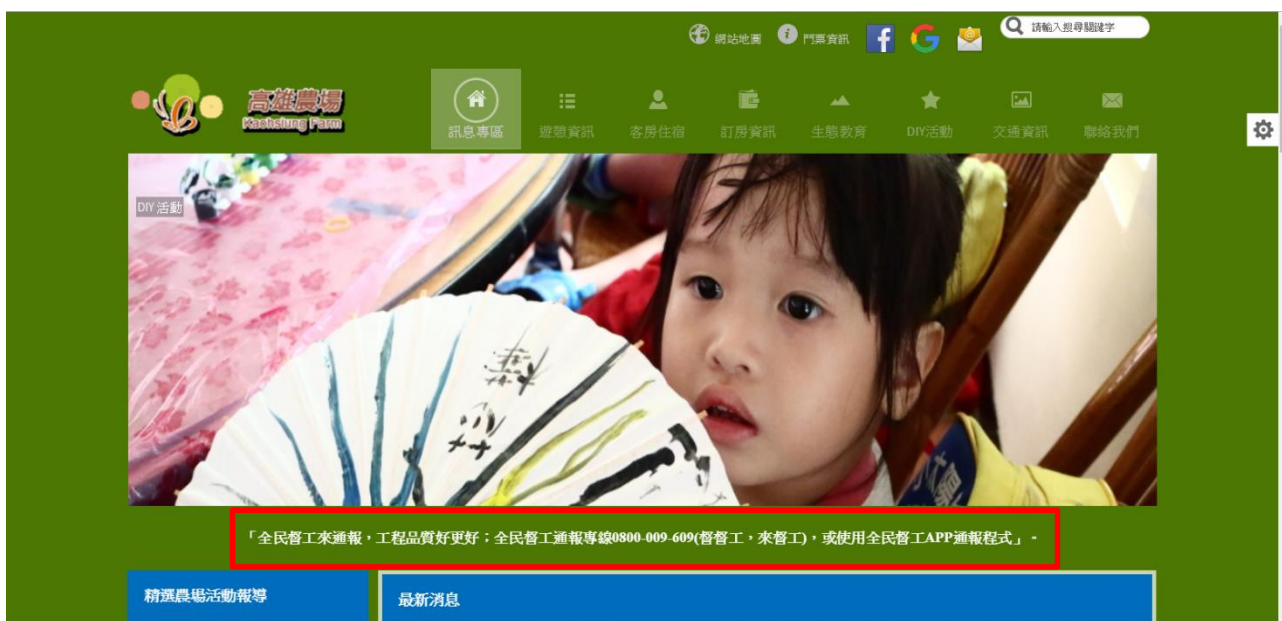 網站地圖
門票資訊
請輸入搜尋關鍵字
高雄農場
Kaohsiung Farm
訊息專區
遊憩資訊
客房住宿
訂房資訊
生態教育
DIY活動
交通資訊
聯絡我們
DIY 活動
「全民督工來通報，工程品質好更好；全民督工通報專線0800-009-609(督督工，來督工)，或使用全民督工APP通報程式」。
精選農場活動報導
最新消息